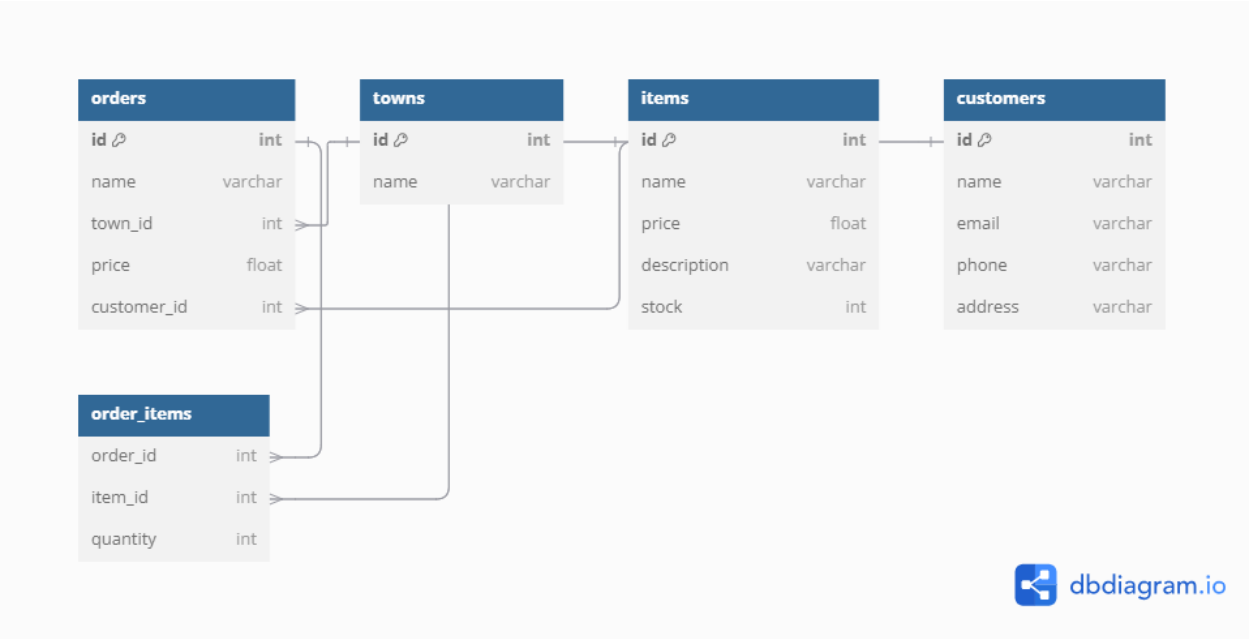 orders
id int
name varchar
town_id int
price float
customer_id int
towns
id int
name varchar
items
id int
name varchar
price float
description varchar
stock int
customers
id int
name varchar
email varchar
phone varchar
address varchar
order_items
order_id int
item_id int
quantity int
dbdiagram.io